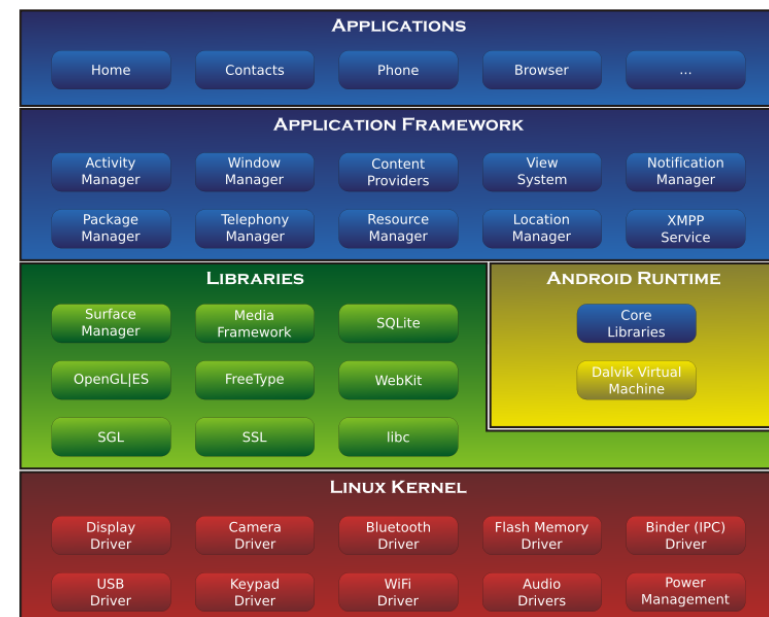 APPLICATIONS
Home Contacts Phone Browser ...
APPLICATION FRAMEWORK
Activity
Manager
Window
Manager
Content
Providers
View
System
Notification
Manager
Package
Manager
Telephony
Manager
Resource
Manager
Location
Manager
XMPP
Service
LIBRARIES
Surface
Manager
Media
Framework
SQLite
OpenGL|ES
FreeType
WebKit
SGL
SSL
libc
ANDROID RUNTIME
Core
Libraries
Dalvik Virtual
Machine
LINUX KERNEL
Display
Driver
Camera
Driver
Bluetooth
Driver
Flash Memory
Driver
Binder (IPC)
Driver
USB
Driver
Keypad
Driver
WiFi
Driver
Audio
Drivers
Power
Management